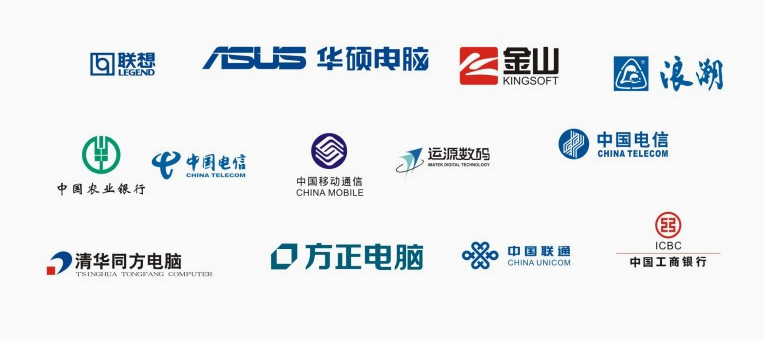 联想
LEGEND
ASUS 华硕电脑
金山
KINGSOFT
浪潮
中国农业银行
中国电信
CHINA TELECOM
中国移动通信
CHINA MOBILE
运源数码
中国电信
CHINA TELECOM
清华同方电脑
TSINGHUA TONGFANG COMPUTER
方正电脑
中国联通
CHINA UNICOM
ICBC
中国工商银行